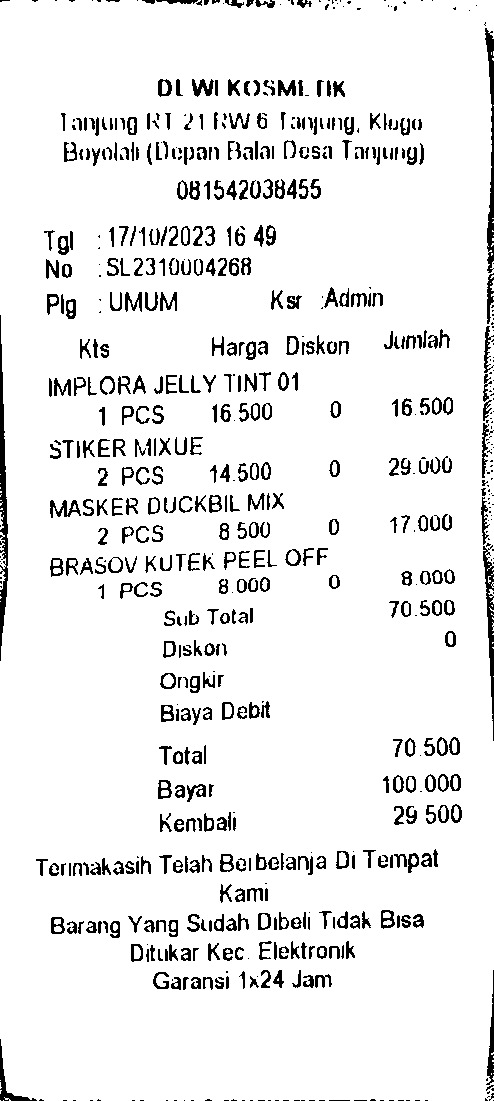 DEWI KOSMETIK
Tanjung RT 21 RW 6 Tanjung, Klego
Boyolali (Depan Balai Desa Tanjung)
081542038455
Tgl : 17/10/2023 16:49
No : SL2310004268
Plg : UMUM Ksr :Admin
Kts Harga Diskon Jumlah
IMPLORA JELLY TINT 01
1 PCS 16.500 0 16.500
STIKER MIXUE
2 PCS 14.500 0 29.000
MASKER DUCKBIL MIX
2 PCS 8.500 0 17.000
BRASOV KUTEK PEEL OFF
1 PCS 8.000 0 8.000
Sub Total 70.500
Diskon 0
Ongkir
Biaya Debit
Total 70.500
Bayar 100.000
Kembali 29.500
Terimakasih Telah Berbelanja Di Tempat
Kami
Barang Yang Sudah Dibeli Tidak Bisa
Ditukar Kec. Elektronik
Garansi 1x24 Jam